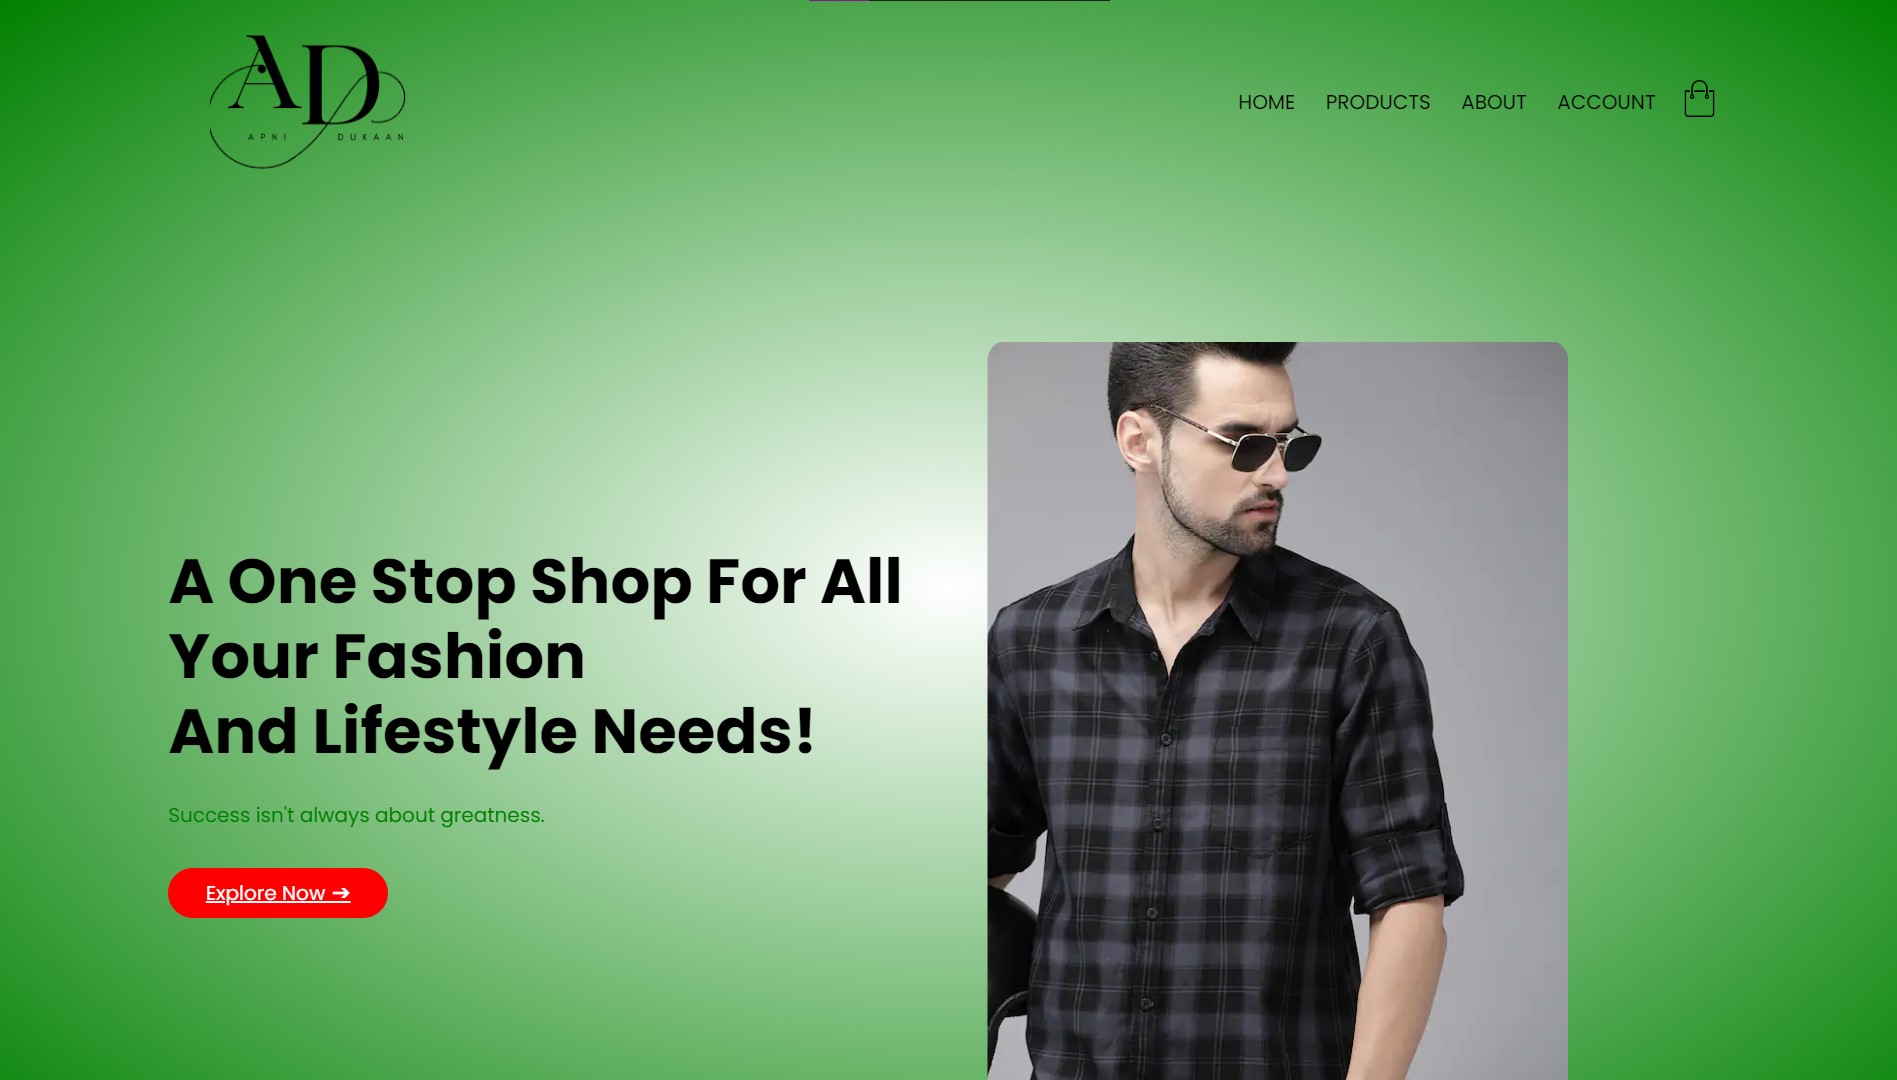 AD
APNI DUKAAN
HOME PRODUCTS ABOUT ACCOUNT
A One Stop Shop For All
Your Fashion
And Lifestyle Needs!
Success isn't always about greatness.
Explore Now ➔